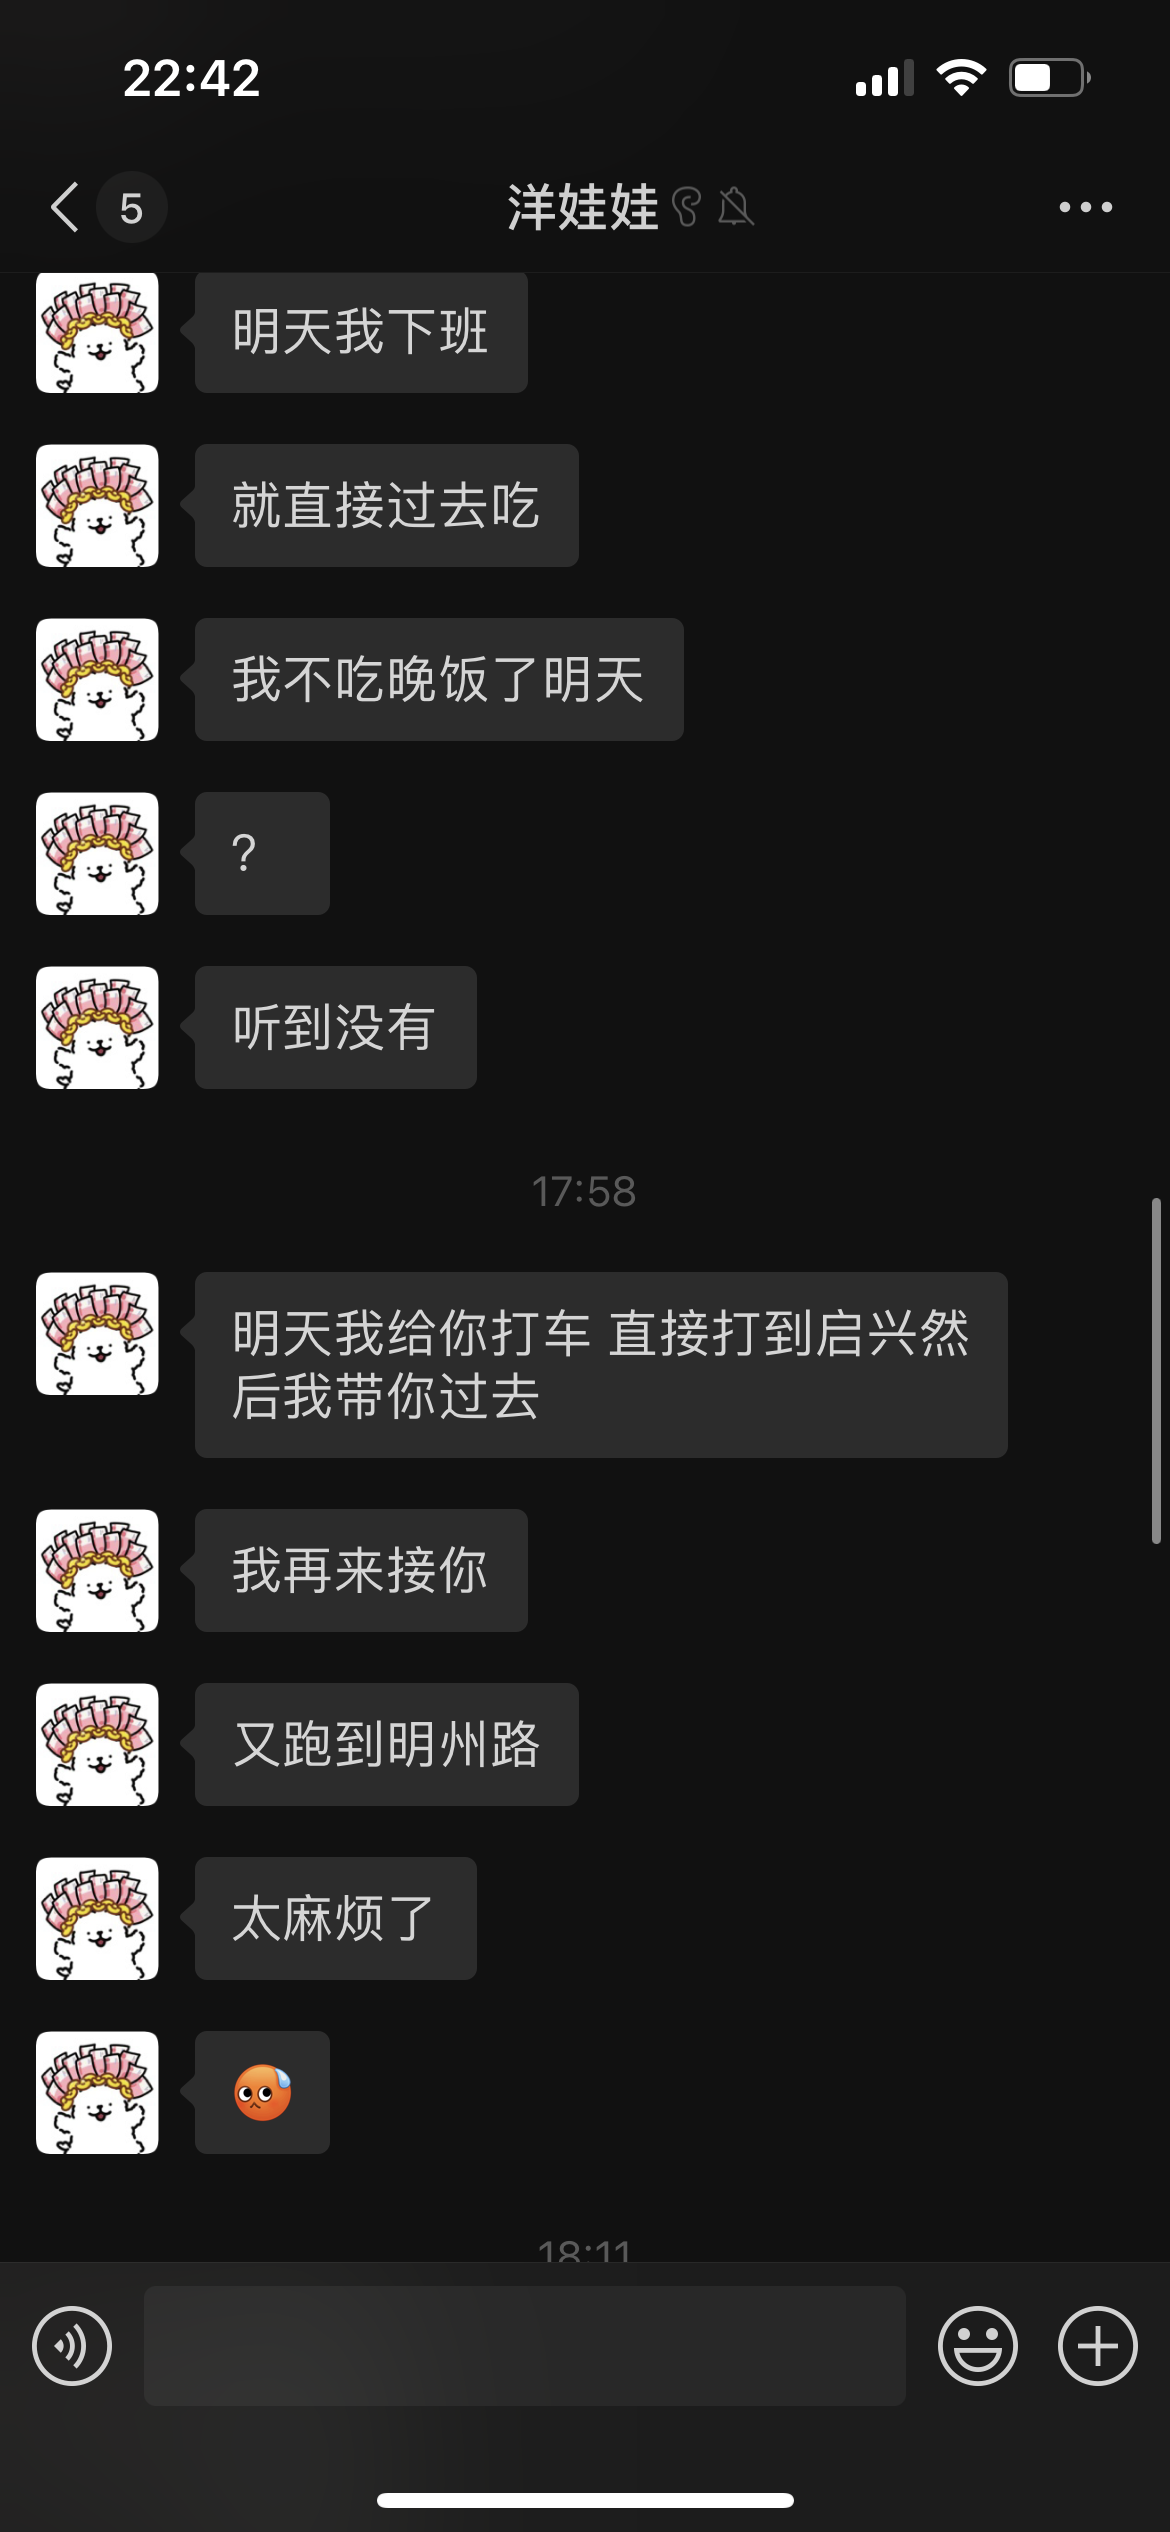 22:42
5
洋娃娃
明天我下班
就直接过去吃
我不吃晚饭了明天
?
听到没有
17:58
明天我给你打车 直接打到启兴然
后我带你过去
我再来接你
又跑到明州路
太麻烦了
18:11